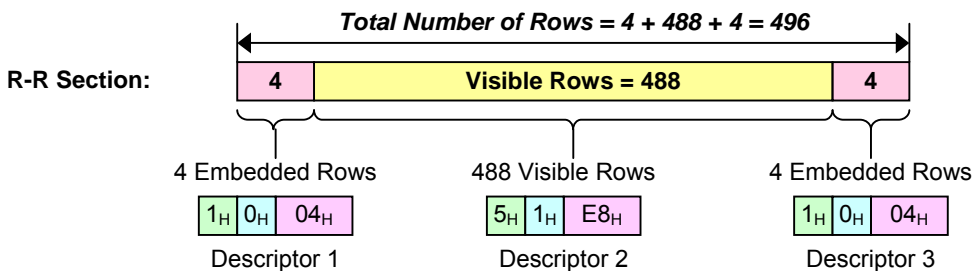 Total Number of Rows = 4 + 488 + 4 = 496
R-R Section:
4
Visible Rows = 488
4
4 Embedded Rows
488 Visible Rows
4 Embedded Rows
1H 0H 04H
5H 1H E8H
1H 0H 04H
Descriptor 1
Descriptor 2
Descriptor 3